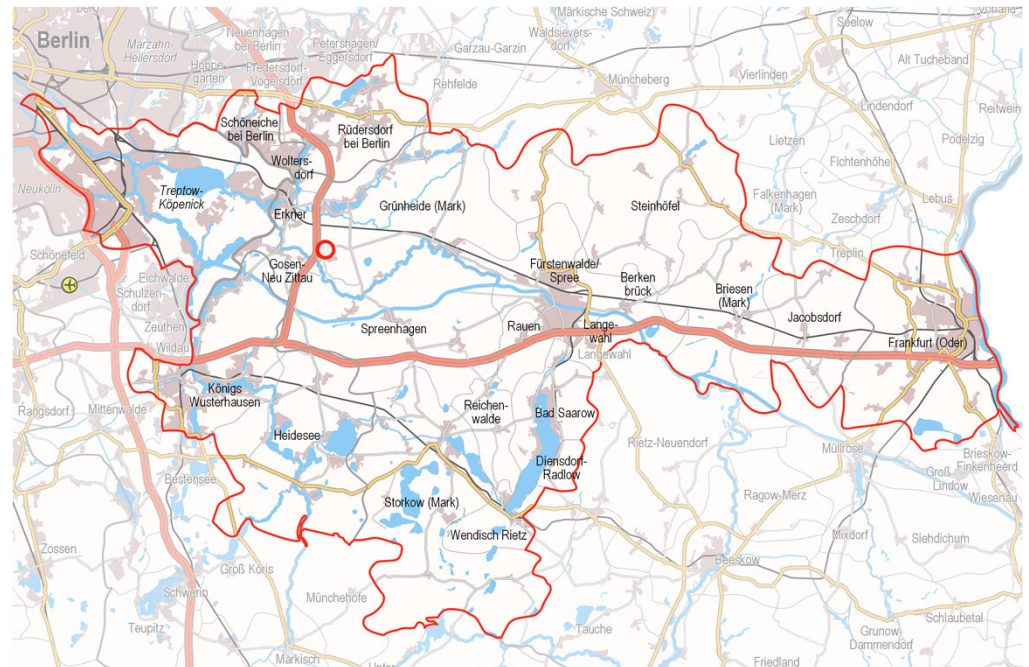 Berlin
Marzahn-
Hellersdorf
Neuenhagen
bei Berlin
Hoppe-
garten
Fredersdorf-
Vogelsdorf
Petershagen/
Eggersdorf
Garzau-Garzin
Rehfelde
Märkische Schweiz)
Waldsievers-
dorf
Müncheberg
Vierlinden
Seelow
Alt Tucheband
Lindendorf
Reitwein
Podelzig
Lietzen
Fichtenhöhe
Falkenhagen
(Mark)
Lebus
Zeschdorf
Treplin
Schöneiche
bei Berlin
Rüdersdorf
bei Berlin
Wolters-
dorf
Erkner
Grünheide (Mark)
Steinhöfel
Neukölln
Treptow-
Köpenick
Schönefeld
Eichwalde
Schulzen-
dorf
Zeuthen
Wildau
Gosen-
Neu Zittau
Fürstenwalde/
Spree
Berken
brück
Briesen
(Mark)
Jacobsdorf
Frankfurt (Oder)
Spreenhagen
Rauen
Lange-
wahl
Langewahl
Königs
Wusterhausen
Rangsdorf
Mittenwalde
Heidesee
Reichen-
walde
Bad Saarow
Diensdorf-
Radlow
Rietz-Neuendorf
Müllrose
Brieskow-
Finkenheerd
Groß
Lindow
Wiesenau
Bestensee
Storkow (Mark)
Wendisch Rietz
Ragow-Merz
Mixdorf
Siehdichum
Zossen
Groß Köris
Schwerin
Münchehofe
Beeskow
Teupitz
Märkisch
Tauche
Schlaubetal
Grunow
Dammendorf
Friedland